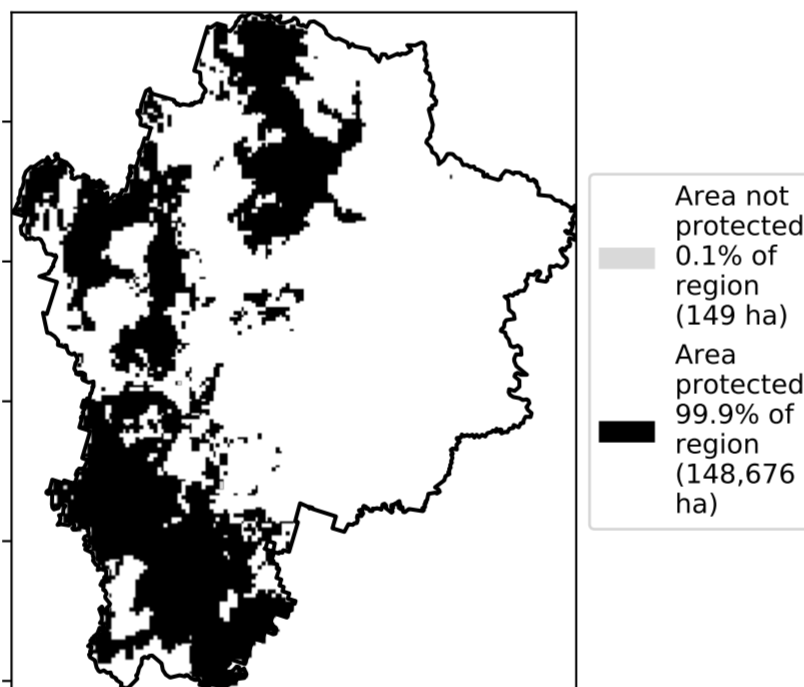 Area not
protected
0.1% of
region
(149 ha)
Area
protected
99.9% of
region
(148,676
ha)